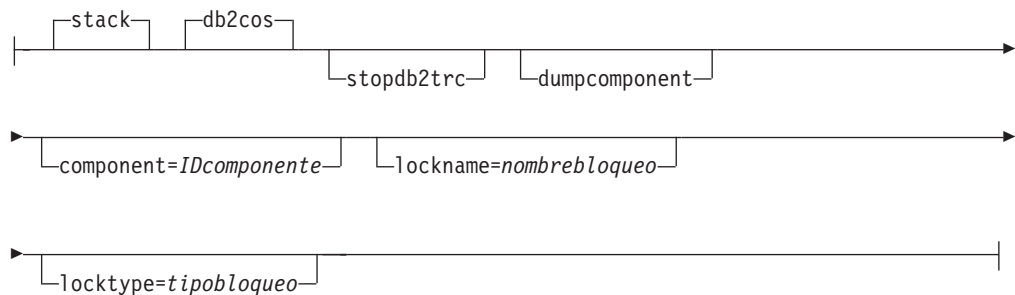 stack db2cos
stopdb2trc dumpcomponent
component=IDcomponente lockname=nombrebloqueo
locktype=tipobloqueo